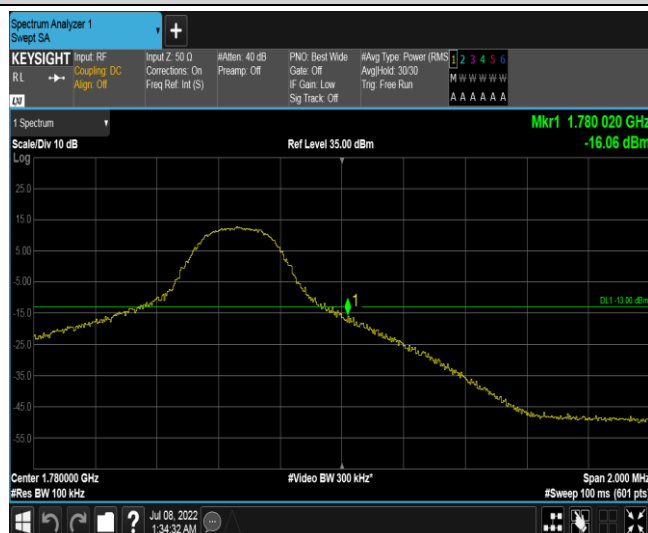 Spectrum Analyzer 1
Swept SA
KEYSIGHT
RL
LXI
Input: RF
Coupling: DC
Align: Off
Input Z: 50 Ω
Corrections: On
Freq Ref: Int (S)
#Atten: 40 dB
Preamp: Off
PNO: Best Wide
Gate: Off
IF Gain: Low
Sig Track: Off
#Avg Type: Power (RMS
Avg|Hold: 30/30
Trig: Free Run
1 2 3 4 5 6
M W W W W W
A A A A A A
1 Spectrum
Mkr1 1.780 020 GHz
Scale/Div 10 dB
Ref Level 35.00 dBm
-16.06 dBm
Log
25.0
15.0
5.00
-5.00
1
DL1 -13.00 dBm
-15.0
-25.0
-35.0
-45.0
-55.0
Center 1.780000 GHz
#Video BW 300 kHz*
Span 2.000 MHz
#Res BW 100 kHz
#Sweep 100 ms (601 pts)
?
Jul 08, 2022
1:34:32 AM